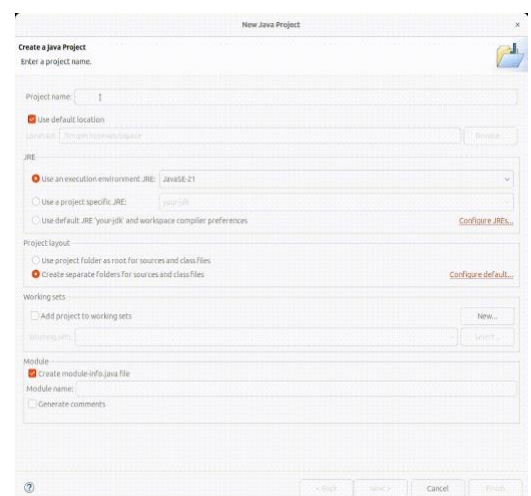 New Java Project
Create a Java Project
Enter a project name.
Project name:
Use default location
Browse...
JRE
Use an execution environment JRE: JavaSE-21
Use a project specific JRE: your-jdk
Use default JRE 'your-jdk' and workspace compiler preferences Configure JREs...
Project layout
Use project folder as root for sources and class files
Create separate folders for sources and class files Configure default...
Working sets
Add project to working sets New...
Working sets: Select...
Module
Create module-info.java file
Module name:
Generate comments
< Back Next > Cancel Finish